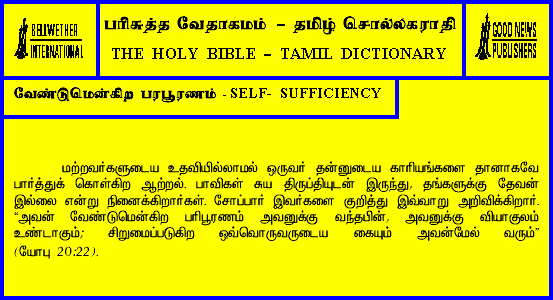 BELLWETHER
INTERNATIONAL
பரிசுத்த வேதாகமம் – தமிழ் சொல்லகராதி
THE HOLY BIBLE – TAMIL DICTIONARY
GOOD NEWS
PUBLISHERS
வேண்டுமென்கிற பரபூரணம் - SELF- SUFFICIENCY
மற்றவர்களுடைய உதவியில்லாமல் ஒருவர் தன்னுடைய காரியங்களை தானாகவே
பார்த்துக் கொள்கிற ஆற்றல். பாவிகள் சுய திருப்தியுடன் இருந்து, தங்களுக்கு தேவன்
இல்லை என்று நினைக்கிறார்கள். சோப்பார் இவர்களை குறித்து இவ்வாறு அறிவிக்கிறார்.
“அவன் வேண்டுமென்கிற பரிபூரணம் அவனுக்கு வந்தபின், அவனுக்கு வியாகுலம்
உண்டாகும்; சிறுமைப்படுகிற ஒவ்வொருவருடைய கையும் அவன்மேல் வரும்”
(யோபு 20:22).